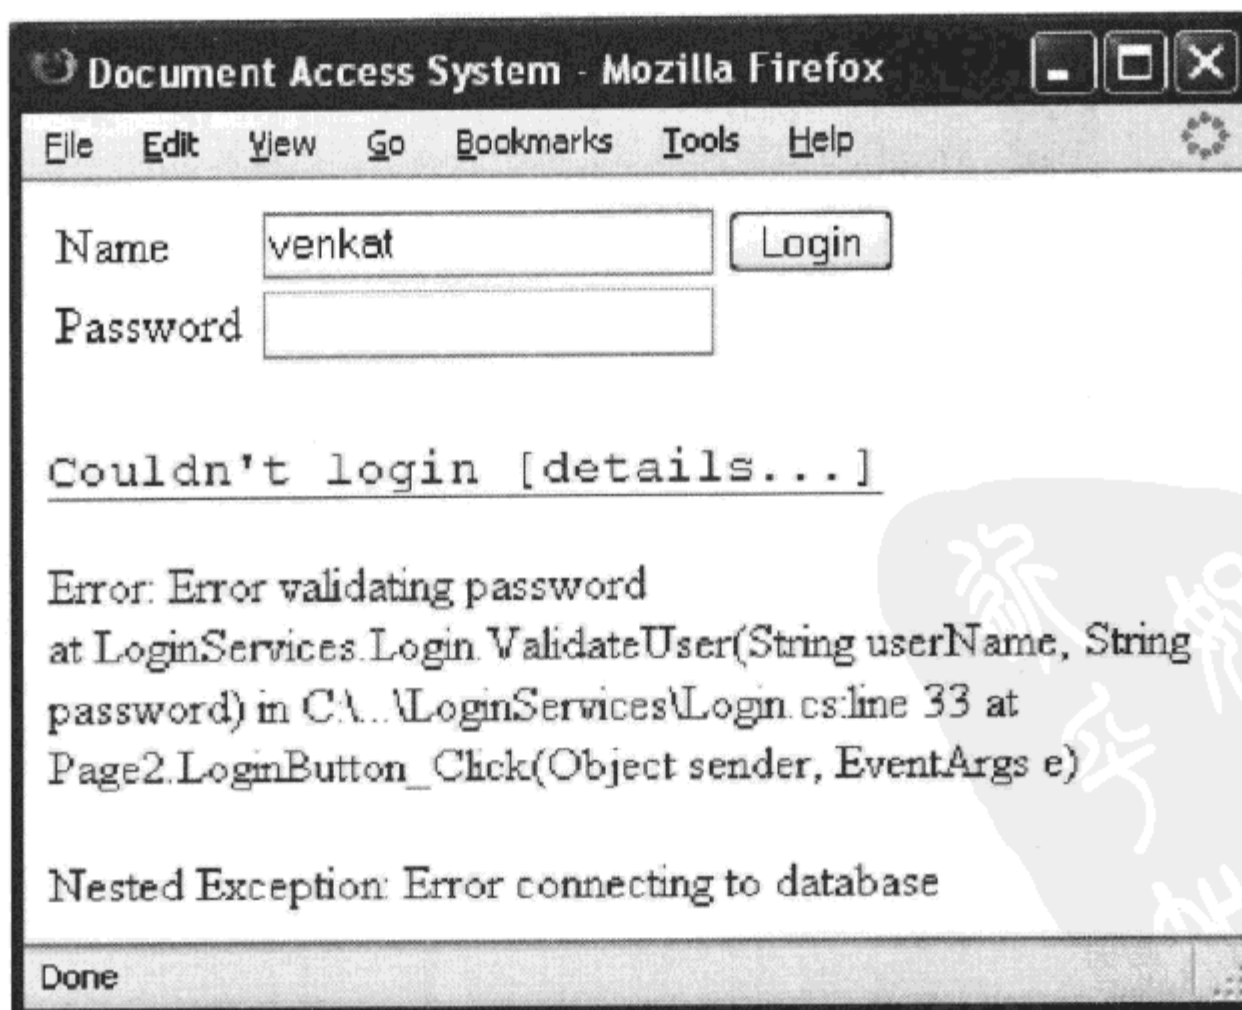 Document Access System - Mozilla Firefox
File Edit View Go Bookmarks Tools Help
Name venkat Login
Password
Couldn't login [details...]
Error: Error validating password
at LoginServices.Login.ValidateUser(String userName, String
password) in C:\...\LoginServices\Login.cs:line 33 at
Page2.LoginButton_Click(Object sender, EventArgs e)
Nested Exception: Error connecting to database
Done